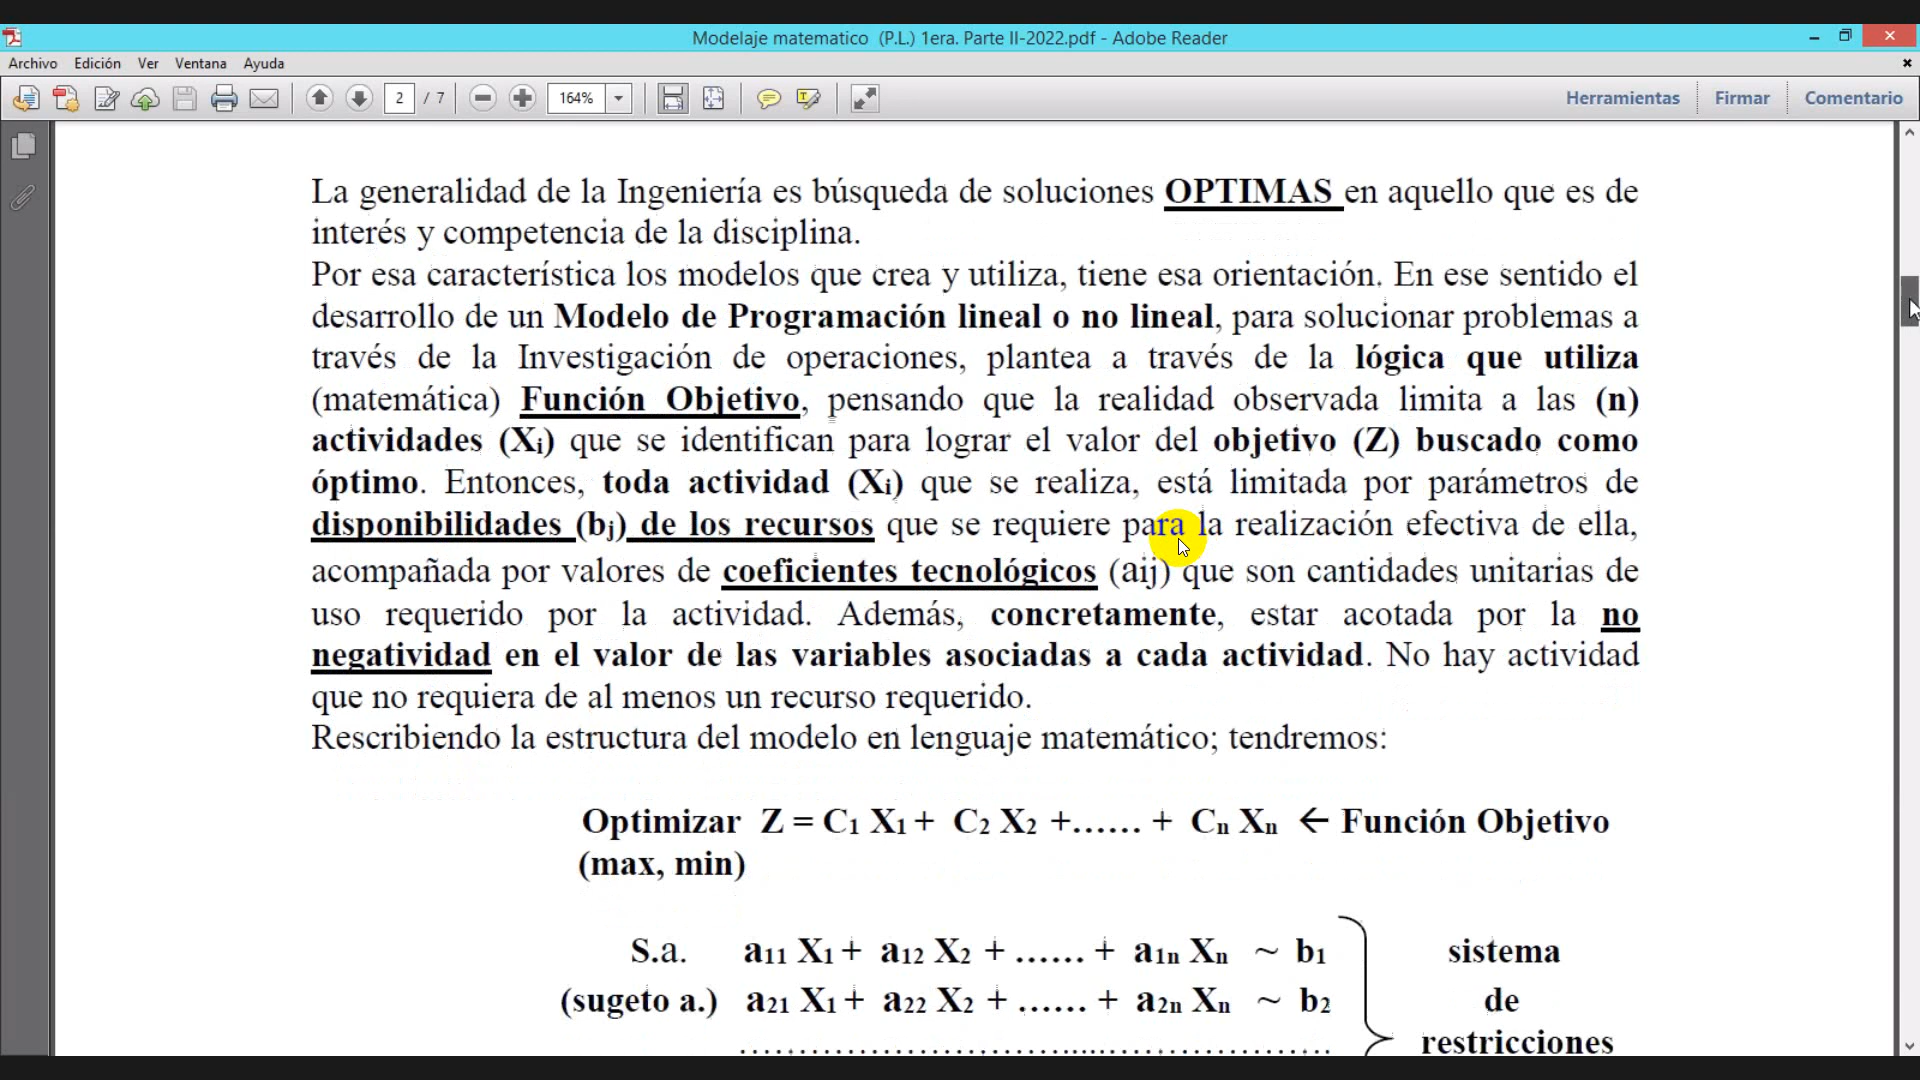 Modelaje matematico (P.L.) 1era. Parte II-2022.pdf - Adobe Reader
Archivo Edición Ver Ventana Ayuda
2 / 7 164% Herramientas Firmar Comentario
La generalidad de la Ingeniería es búsqueda de soluciones OPTIMAS en aquello que es de
interés y competencia de la disciplina.
Por esa característica los modelos que crea y utiliza, tiene esa orientación. En ese sentido el
desarrollo de un Modelo de Programación lineal o no lineal, para solucionar problemas a
través de la Investigación de operaciones, plantea a través de la lógica que utiliza
(matemática) Función Objetivo, pensando que la realidad observada limita a las (n)
actividades (Xi) que se identifican para lograr el valor del objetivo (Z) buscado como
óptimo. Entonces, toda actividad (Xi) que se realiza, está limitada por parámetros de
disponibilidades (bj) de los recursos que se requiere para la realización efectiva de ella,
acompañada por valores de coeficientes tecnológicos (aij) que son cantidades unitarias de
uso requerido por la actividad. Además, concretamente, estar acotada por la no
negatividad en el valor de las variables asociadas a cada actividad. No hay actividad
que no requiera de al menos un recurso requerido.
Rescribiendo la estructura del modelo en lenguaje matemático; tendremos:
Optimizar Z = C1 X1 + C2 X2 +...... + Cn Xn ← Función Objetivo
(max, min)
S.a. a11 X1 + a12 X2 + ...... + a1n Xn ~ b1 sistema
(sugeto a.) a21 X1 + a22 X2 + ...... + a2n Xn ~ b2 de
.................................................. restricciones